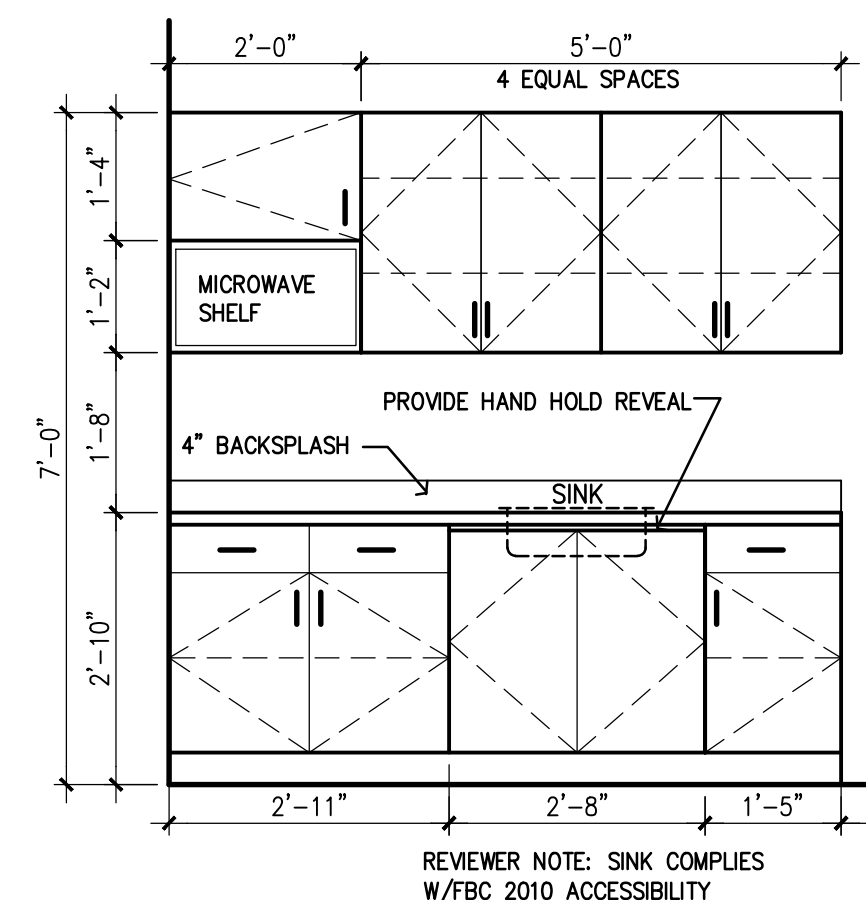 2'-0" 5'-0"
4 EQUAL SPACES
1'-4"
1'-2"
MICROWAVE
SHELF
PROVIDE HAND HOLD REVEAL
1'-8"
7'-0"
4" BACKSPLASH
SINK
2'-10"
2'-11" 2'-8" 1'-5"
REVIEWER NOTE: SINK COMPLIES
W/FBC 2010 ACCESSIBILITY